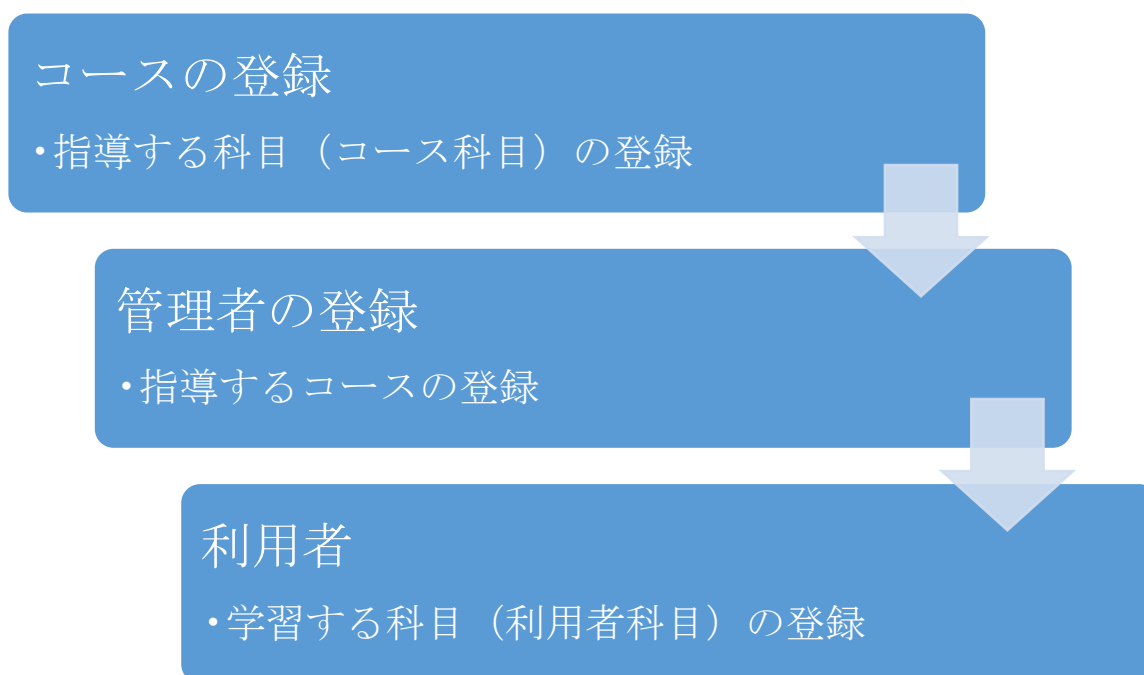 コースの登録
・指導する科目（コース科目）の登録
管理者の登録
・指導するコースの登録
利用者
・学習する科目（利用者科目）の登録